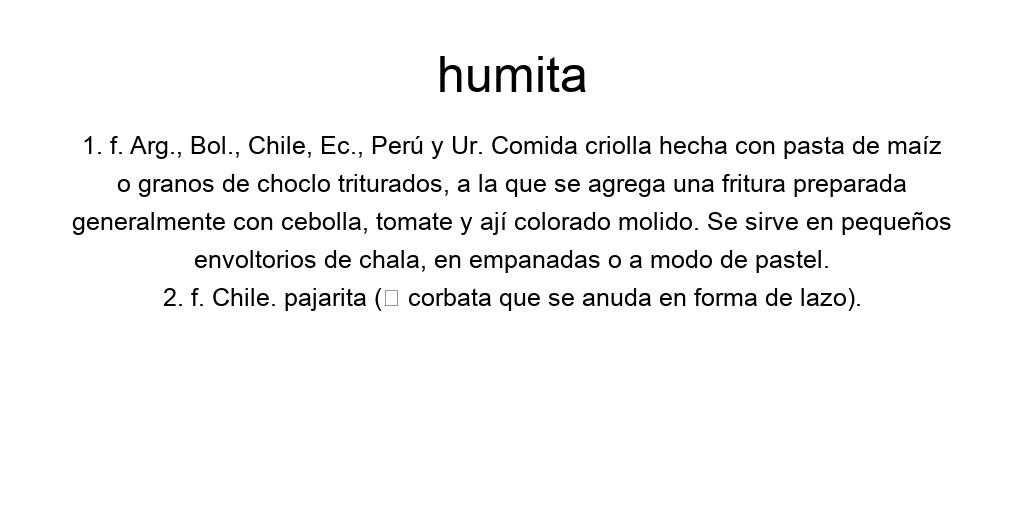 humita
1. f. Arg., Bol., Chile, Ec., Perú y Ur. Comida criolla hecha con pasta de maíz
o granos de choclo triturados, a la que se agrega una fritura preparada
generalmente con cebolla, tomate y ají colorado molido. Se sirve en pequeños
envoltorios de chala, en empanadas o a modo de pastel.
2. f. Chile. pajarita (▯ corbata que se anuda en forma de lazo).